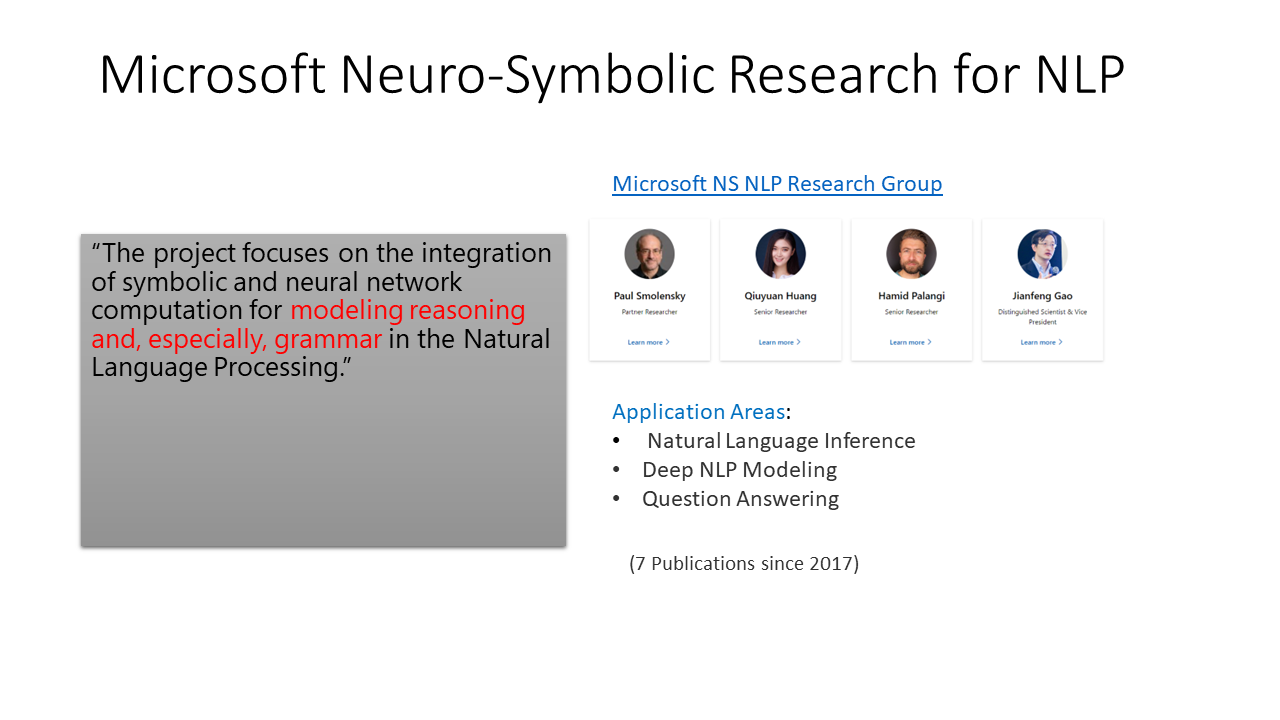 Microsoft Neuro-Symbolic Research for NLP
“The project focuses on the integration
of symbolic and neural network
computation for modeling reasoning
and, especially, grammar in the Natural
Language Processing.”
Microsoft NS NLP Research Group
Paul Smolensky
Partner Researcher
Learn more >
Qiuyuan Huang
Senior Researcher
Learn more >
Hamid Palangi
Senior Researcher
Learn more >
Jianfeng Gao
Distinguished Scientist & Vice
President
Learn more >
Application Areas:
• Natural Language Inference
• Deep NLP Modeling
• Question Answering
(7 Publications since 2017)